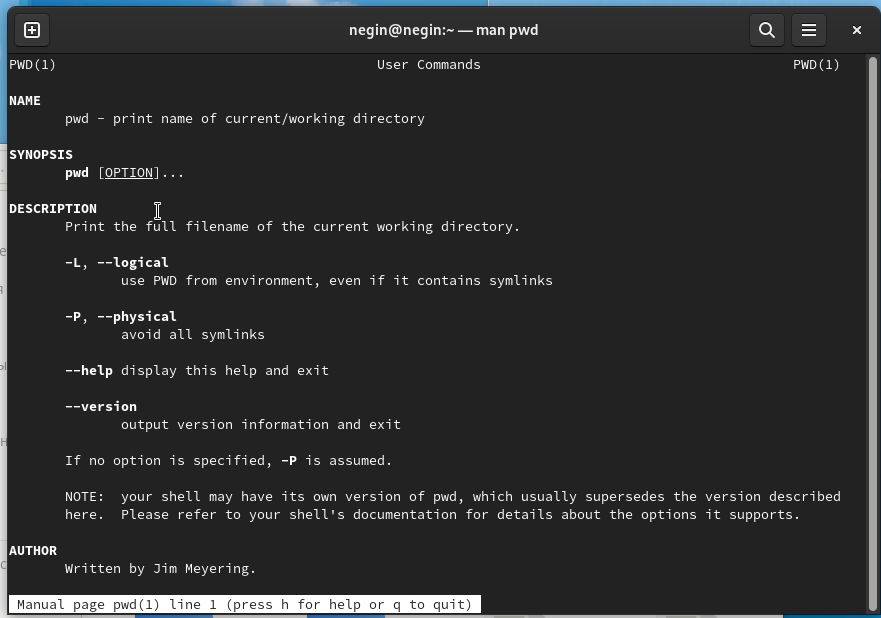 negin@negin:~ — man pwd
PWD(1) User Commands PWD(1)
NAME
pwd - print name of current/working directory
SYNOPSIS
pwd [OPTION]...
DESCRIPTION
Print the full filename of the current working directory.
-L, --logical
use PWD from environment, even if it contains symlinks
-P, --physical
avoid all symlinks
--help display this help and exit
--version
output version information and exit
If no option is specified, -P is assumed.
NOTE: your shell may have its own version of pwd, which usually supersedes the version described
here. Please refer to your shell's documentation for details about the options it supports.
AUTHOR
Written by Jim Meyering.
Manual page pwd(1) line 1 (press h for help or q to quit)